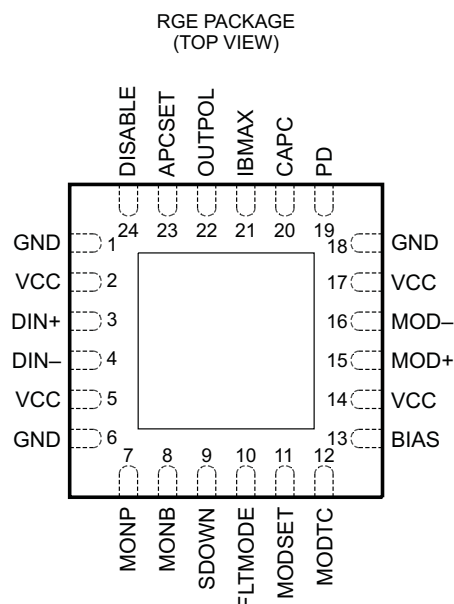 RGE PACKAGE
(TOP VIEW)
DISABLE
APCSET
OUTPOL
IBMAX
CAPC
PD
24
23
22
21
20
19
GND 1
VCC 2
DIN+ 3
DIN– 4
VCC 5
GND 6
18 GND
17 VCC
16 MOD–
15 MOD+
14 VCC
13 BIAS
7
8
9
10
11
12
MONP
MONB
SDOWN
FLTMODE
MODSET
MODTC